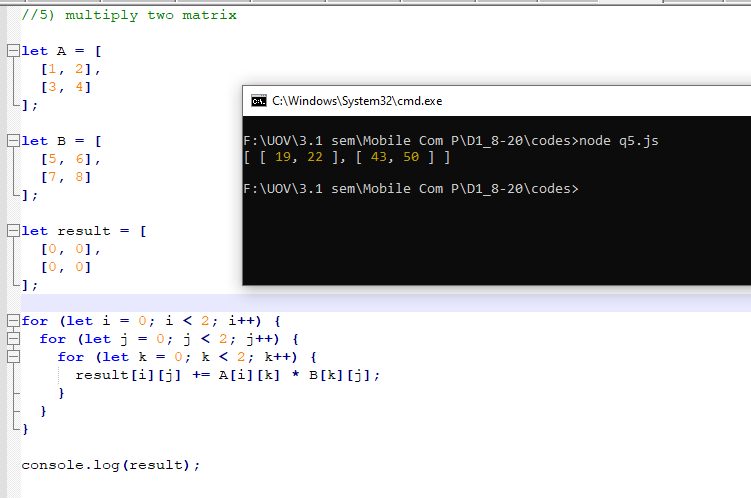 //5) multiply two matrix
let A = [
[1, 2],
[3, 4]
];
let B = [
[5, 6],
[7, 8]
];
let result = [
[0, 0],
[0, 0]
];
for (let i = 0; i < 2; i++) {
for (let j = 0; j < 2; j++) {
for (let k = 0; k < 2; k++) {
result[i][j] += A[i][k] * B[k][j];
}
}
}
console.log(result);
C:\Windows\System32\cmd.exe
F:\UOV\3.1 sem\Mobile Com P\D1_8-20\codes>node q5.js
[ [ 19, 22 ], [ 43, 50 ] ]
F:\UOV\3.1 sem\Mobile Com P\D1_8-20\codes>